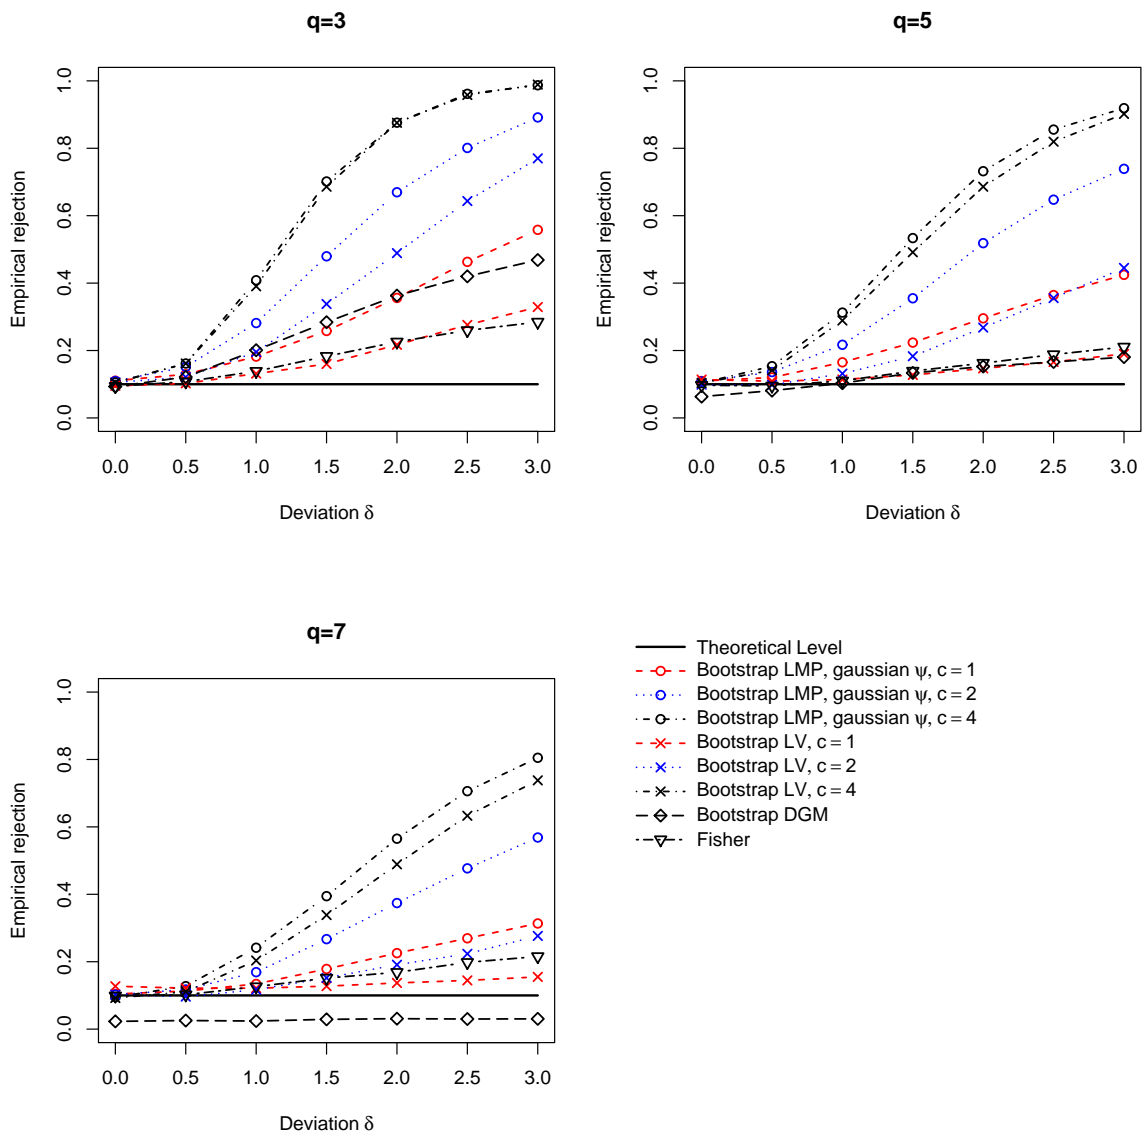 q=3
Empirical rejection
1.0
0.8
0.6
0.4
0.2
0.0
0.0 0.5 1.0 1.5 2.0 2.5 3.0
Deviation δ
q=5
Empirical rejection
1.0
0.8
0.6
0.4
0.2
0.0
0.0 0.5 1.0 1.5 2.0 2.5 3.0
Deviation δ
q=7
Empirical rejection
1.0
0.8
0.6
0.4
0.2
0.0
0.0 0.5 1.0 1.5 2.0 2.5 3.0
Deviation δ
Theoretical Level
Bootstrap LMP, gaussian ψ, c = 1
Bootstrap LMP, gaussian ψ, c = 2
Bootstrap LMP, gaussian ψ, c = 4
Bootstrap LV, c = 1
Bootstrap LV, c = 2
Bootstrap LV, c = 4
Bootstrap DGM
Fisher